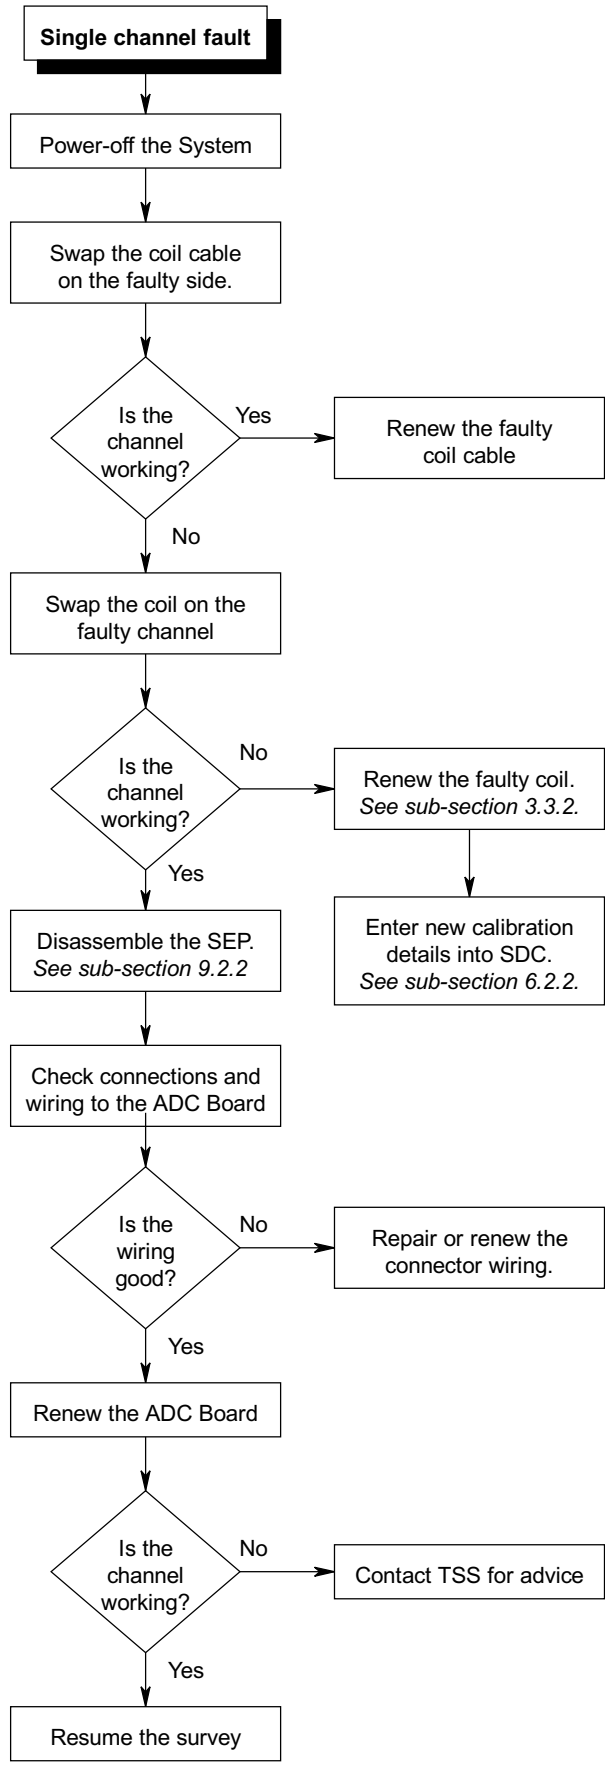 Single channel fault
Power-off the System
Swap the coil cable
on the faulty side.
Is the
channel
working?
Yes
Renew the faulty
coil cable
No
Swap the coil on the
faulty channel
Is the
channel
working?
No
Renew the faulty coil.
See sub-section 3.3.2.
Yes
Enter new calibration
details into SDC.
See sub-section 6.2.2.
Disassemble the SEP.
See sub-section 9.2.2
Check connections and
wiring to the ADC Board
Is the
wiring
good?
No
Repair or renew the
connector wiring.
Yes
Renew the ADC Board
Is the
channel
working?
No
Contact TSS for advice
Yes
Resume the survey